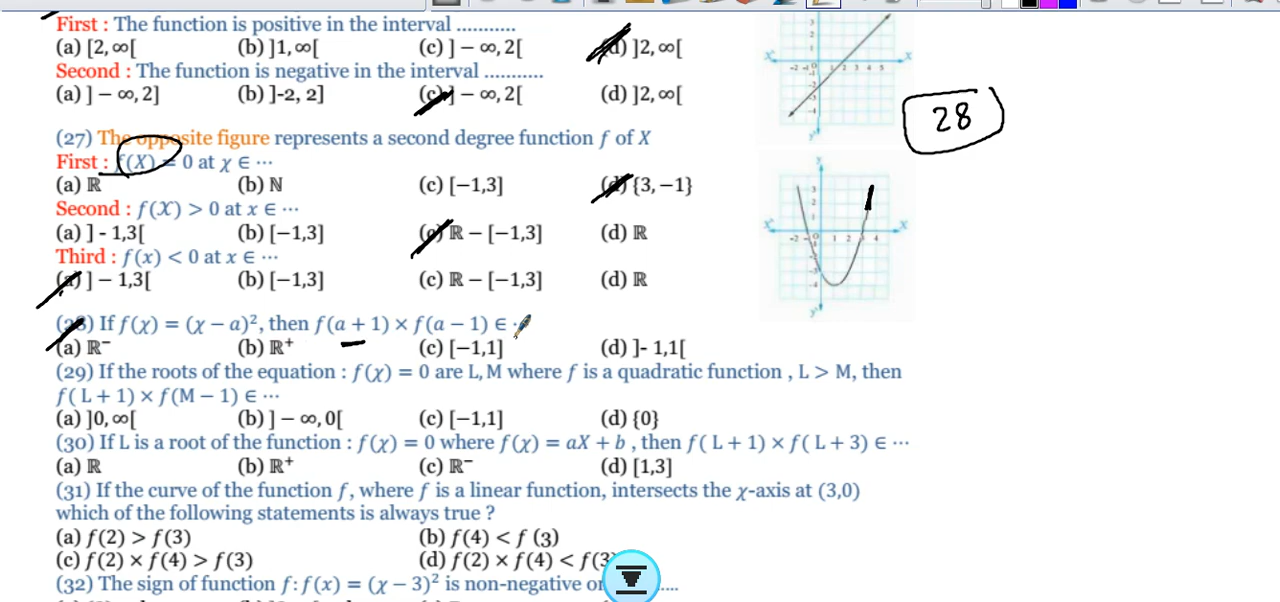 First : The function is positive in the interval ............
(a) [2, ∞[ (b) ]1, ∞[ (c) ] − ∞, 2[ (d) ]2, ∞[
Second : The function is negative in the interval ...........
(a) ] − ∞, 2] (b) ]-2, 2] (c) ] − ∞, 2[ (d) ]2, ∞[
28
(27) The opposite figure represents a second degree function f of X
First : f(X) = 0 at χ ∈ ⋯
(a) ℝ (b) ℕ (c) [−1,3] (d) {3, −1}
Second : f(X) > 0 at x ∈ ⋯
(a) ] - 1,3[ (b) [−1,3] (c) ℝ − [−1,3] (d) ℝ
Third : f(x) < 0 at x ∈ ⋯
(a) ] − 1,3[ (b) [−1,3] (c) ℝ − [−1,3] (d) ℝ
(28) If f(χ) = (χ − a)², then f(a + 1) × f(a − 1) ∈
(a) ℝ⁻ (b) ℝ⁺ (c) [−1,1] (d) ]- 1,1[
(29) If the roots of the equation : f(χ) = 0 are L, M where f is a quadratic function , L > M, then
f( L + 1) × f(M − 1) ∈ ⋯
(a) ]0, ∞[ (b) ] − ∞, 0[ (c) [−1,1] (d) {0}
(30) If L is a root of the function : f(χ) = 0 where f(χ) = aX + b , then f( L + 1) × f( L + 3) ∈ ⋯
(a) ℝ (b) ℝ⁺ (c) ℝ⁻ (d) [1,3]
(31) If the curve of the function f, where f is a linear function, intersects the χ-axis at (3,0)
which of the following statements is always true ?
(a) f(2) > f(3) (b) f(4) < f (3)
(c) f(2) × f(4) > f(3) (d) f(2) × f(4) < f(3
(32) The sign of function f: f(x) = (χ − 3)² is non-negative .....